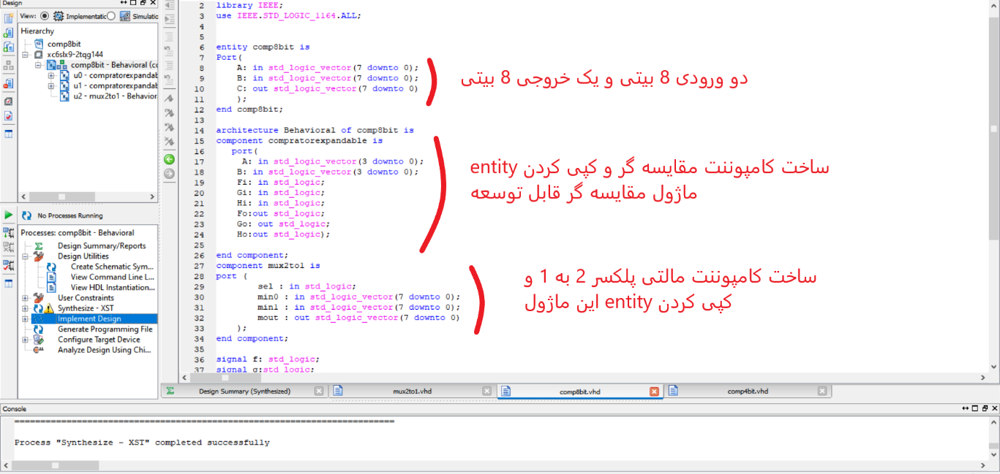 Design
View:
Implementatic
Simulatic
Hierarchy
comp8bit
xc6slx9-2tqg144
comp8bit - Behavioral (cc
u0 - compratorexpandab
u1 - compratorexpandab
u2 - mux2to1 - Behavior
No Processes Running
Processes: comp8bit - Behavioral
Design Summary/Reports
Design Utilities
Create Schematic Sym...
View Command Line L...
View HDL Instantiation...
User Constraints
Synthesize - XST
Implement Design
Generate Programming File
Configure Target Device
Analyze Design Using Chi...
2 library IEEE;
3 use IEEE.STD_LOGIC_1164.ALL;
4
5
6 entity comp8bit is
7 Port(
8 A: in std_logic_vector(7 downto 0);
9 B: in std_logic_vector(7 downto 0);
10 C: out std_logic_vector(7 downto 0)
11 );
12 end comp8bit;
13
14 architecture Behavioral of comp8bit is
15 component compratorexpandable is
16 port(
17 A: in std_logic_vector(3 downto 0);
18 B: in std_logic_vector(3 downto 0);
19 Fi: in std_logic;
20 Gi: in std_logic;
21 Hi: in std_logic;
22 Fo:out std_logic;
23 Go: out std_logic;
24 Ho:out std_logic);
25
26 end component;
27 component mux2to1 is
28 port (
29 sel : in std_logic;
30 min0 : in std_logic_vector(7 downto 0);
31 min1 : in std_logic_vector(7 downto 0);
32 mout : out std_logic_vector(7 downto 0)
33 );
34 end component;
35
36 signal f: std_logic;
37 signal g:std_logic;
دو ورودی 8 بیتی و یک خروجی 8 بیتی
ساخت کامپوننت مقایسه گر و کپی کردن entity
ماژول مقایسه گر قابل توسعه
ساخت کامپوننت مالتی پلکسر 2 به 1 و
کپی کردن entity این ماژول
Design Summary (Synthesized)
mux2to1.vhd
comp8bit.vhd
comp4bit.vhd
Console
=========================================================================
Process "Synthesize - XST" completed successfully